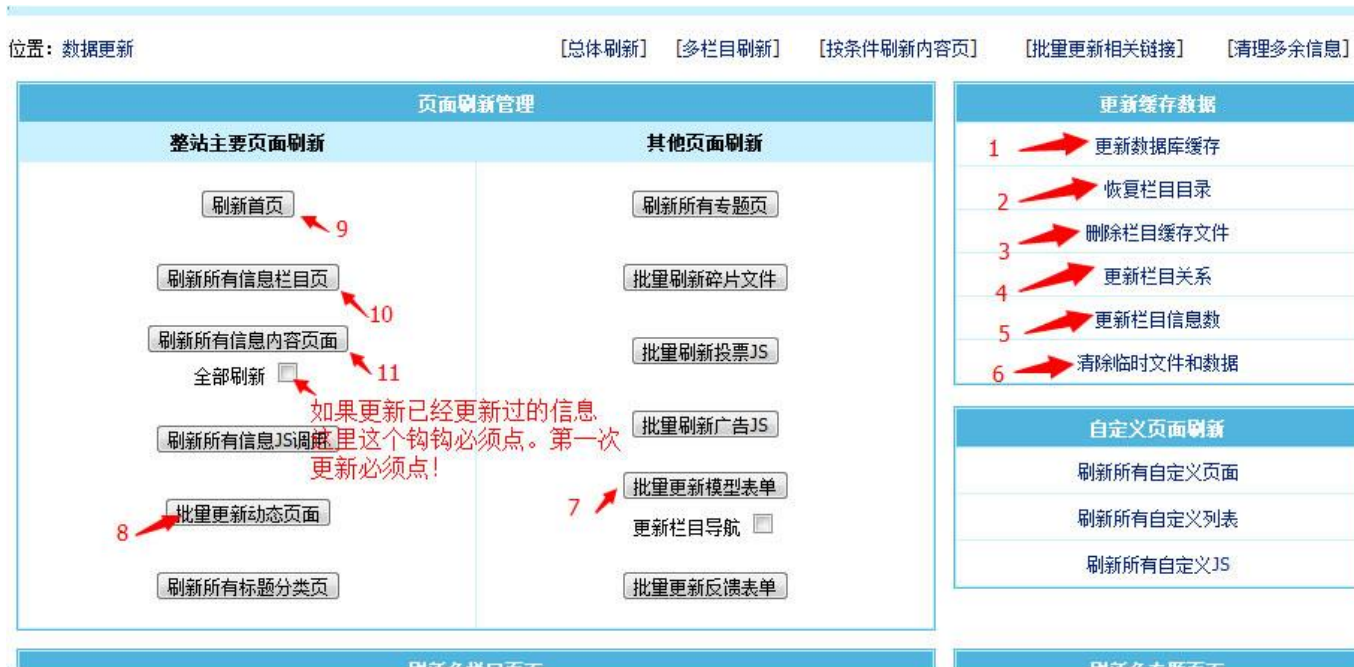 位置：数据更新
[总体刷新] [多栏目刷新] [按条件刷新内容页] [批量更新相关链接] [清理多余信息]
页面刷新管理
整站主要页面刷新
其他页面刷新
刷新首页
9
刷新所有信息栏目页
10
刷新所有信息内容页面
11
全部刷新
如果更新已经更新过的信息
这里这个钩钩必须点。第一次
更新必须点！
刷新所有信息JS调用
8
批量更新动态页面
刷新所有标题分类页
刷新所有专题页
批量刷新碎片文件
批量刷新投票JS
批量刷新广告JS
7
批量更新模型表单
更新栏目导航
批量更新反馈表单
更新缓存数据
1
更新数据库缓存
2
恢复栏目目录
3
删除栏目缓存文件
4
更新栏目关系
5
更新栏目信息数
6
清除临时文件和数据
自定义页面刷新
刷新所有自定义页面
刷新所有自定义列表
刷新所有自定义JS
刷新各栏目页面
刷新各专题页面